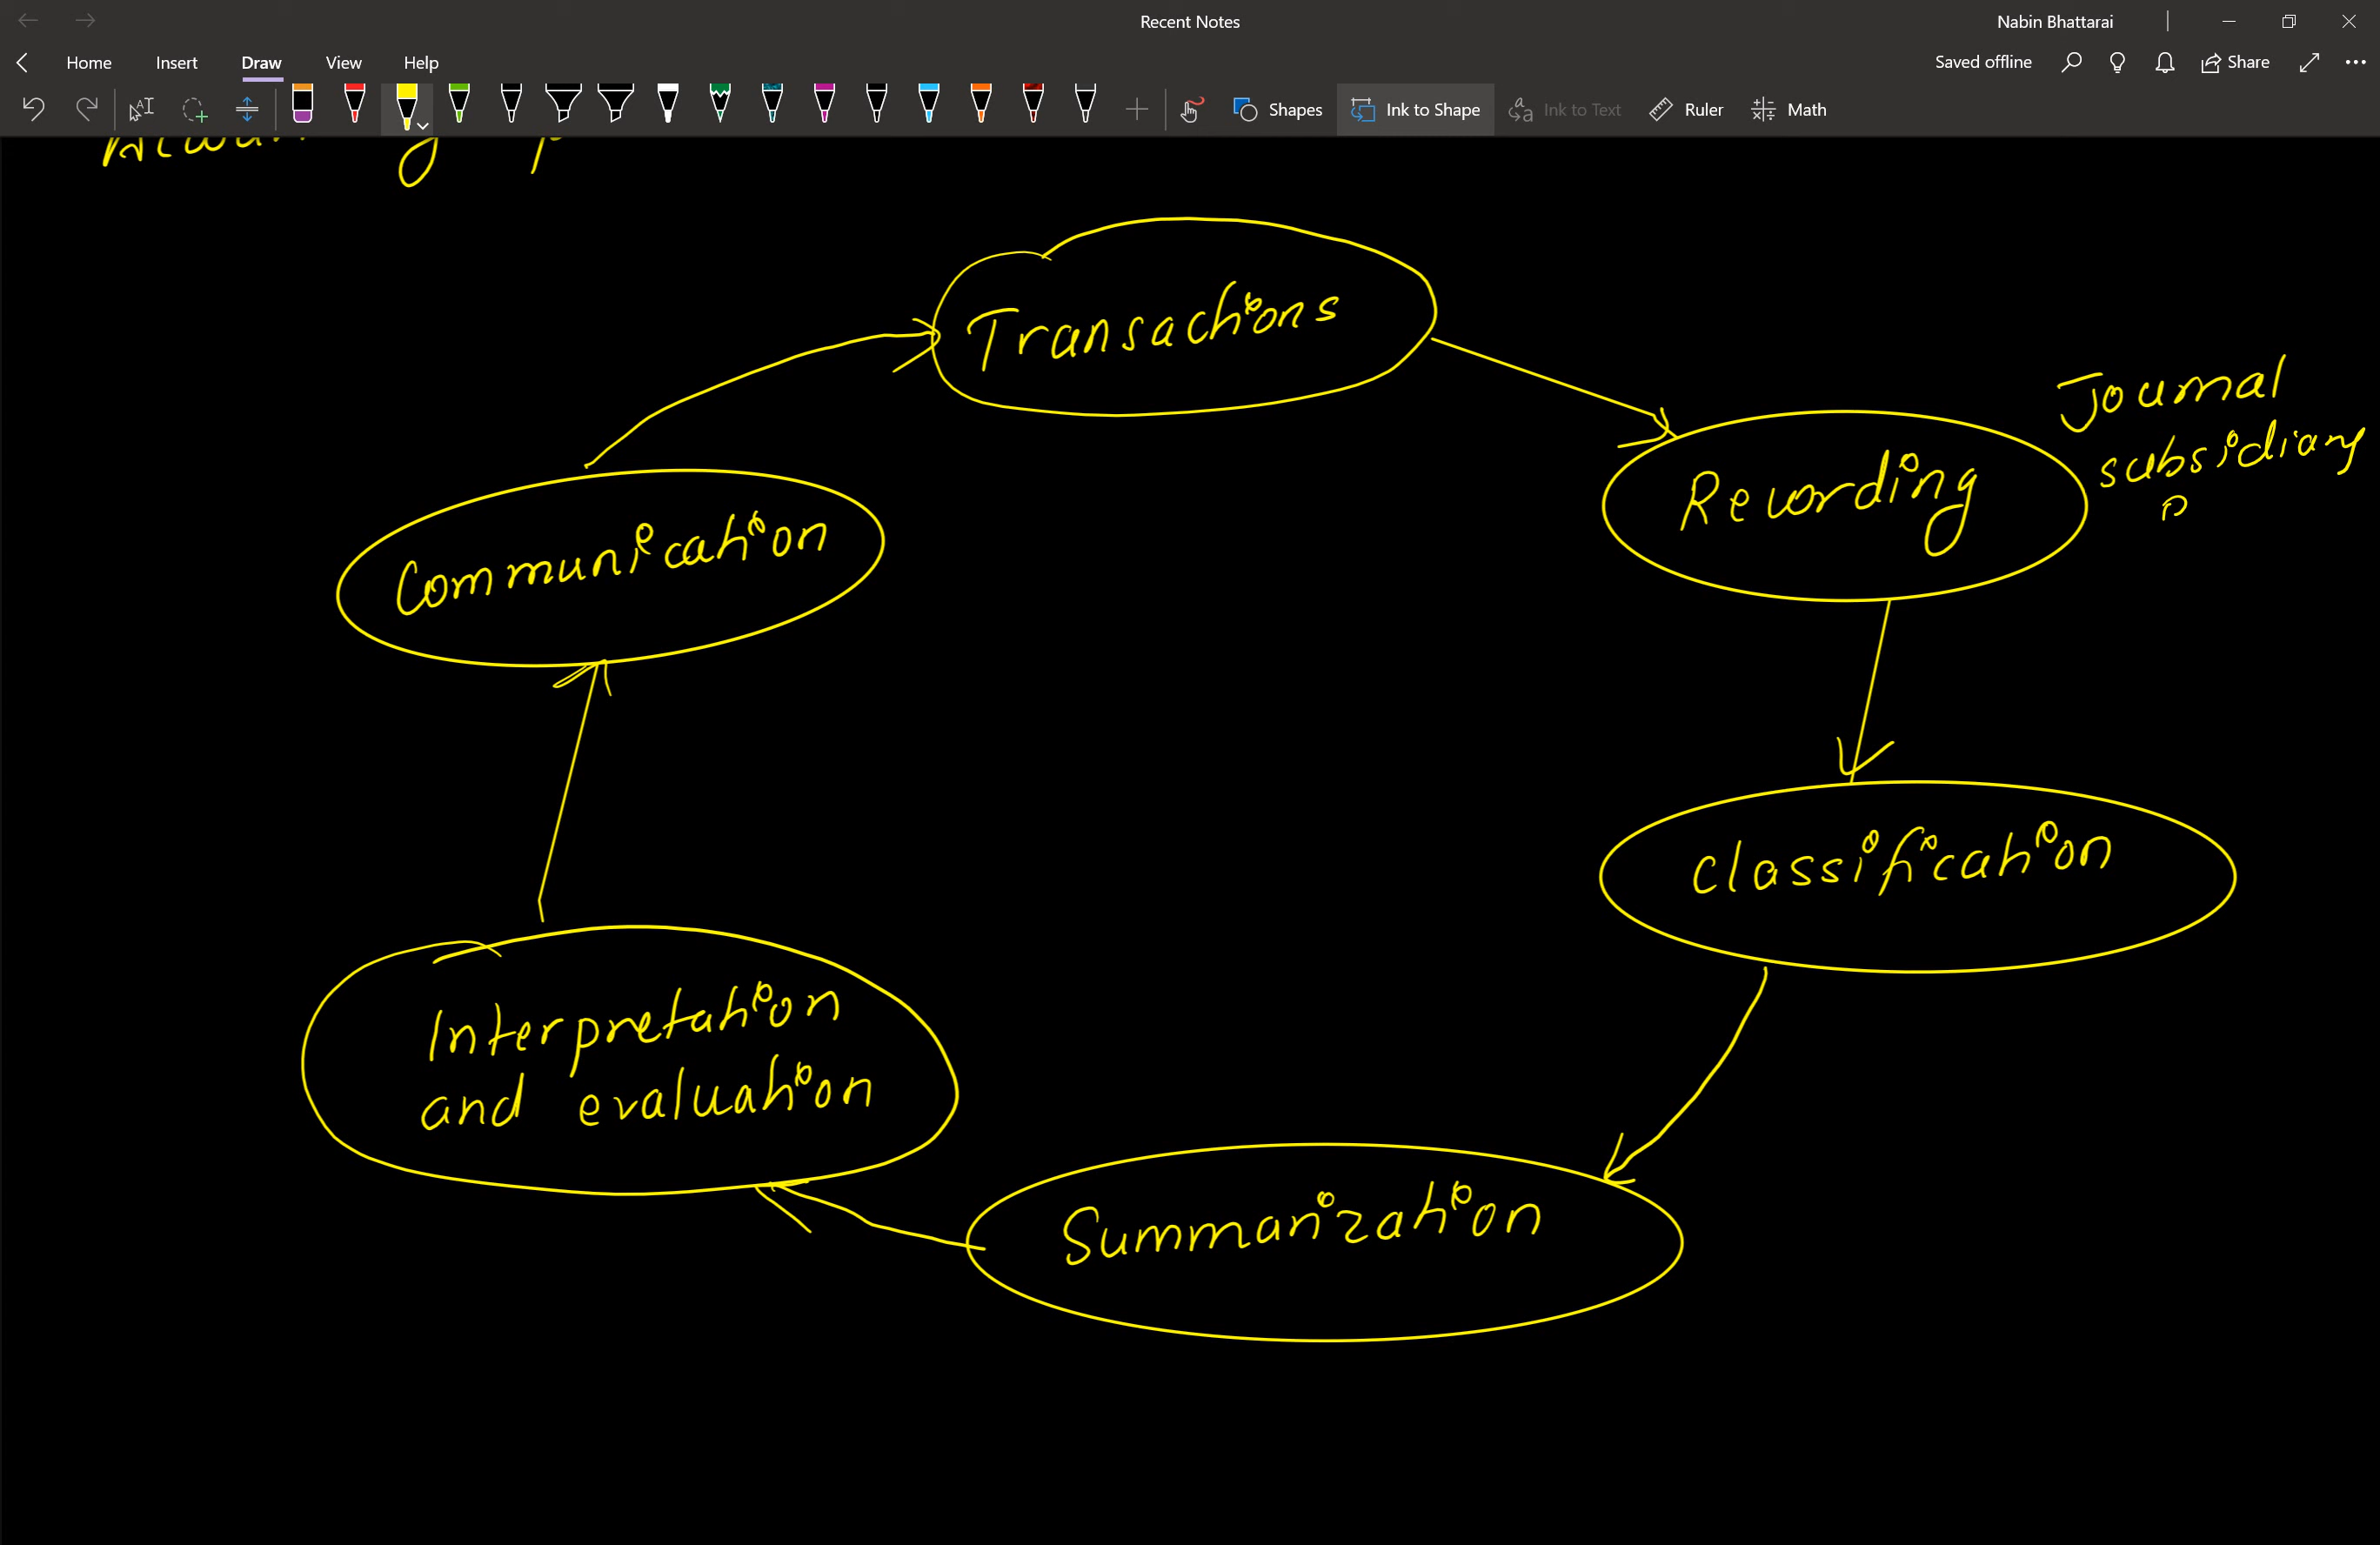 Recent Notes
Nabin Bhattarai
Home Insert Draw View Help
Saved offline
Share
Shapes Ink to Shape Ink to Text Ruler Math
Transactions
Journal
subsidiary
Recording
Communication
Classification
Interpretation
and evaluation
Summarization